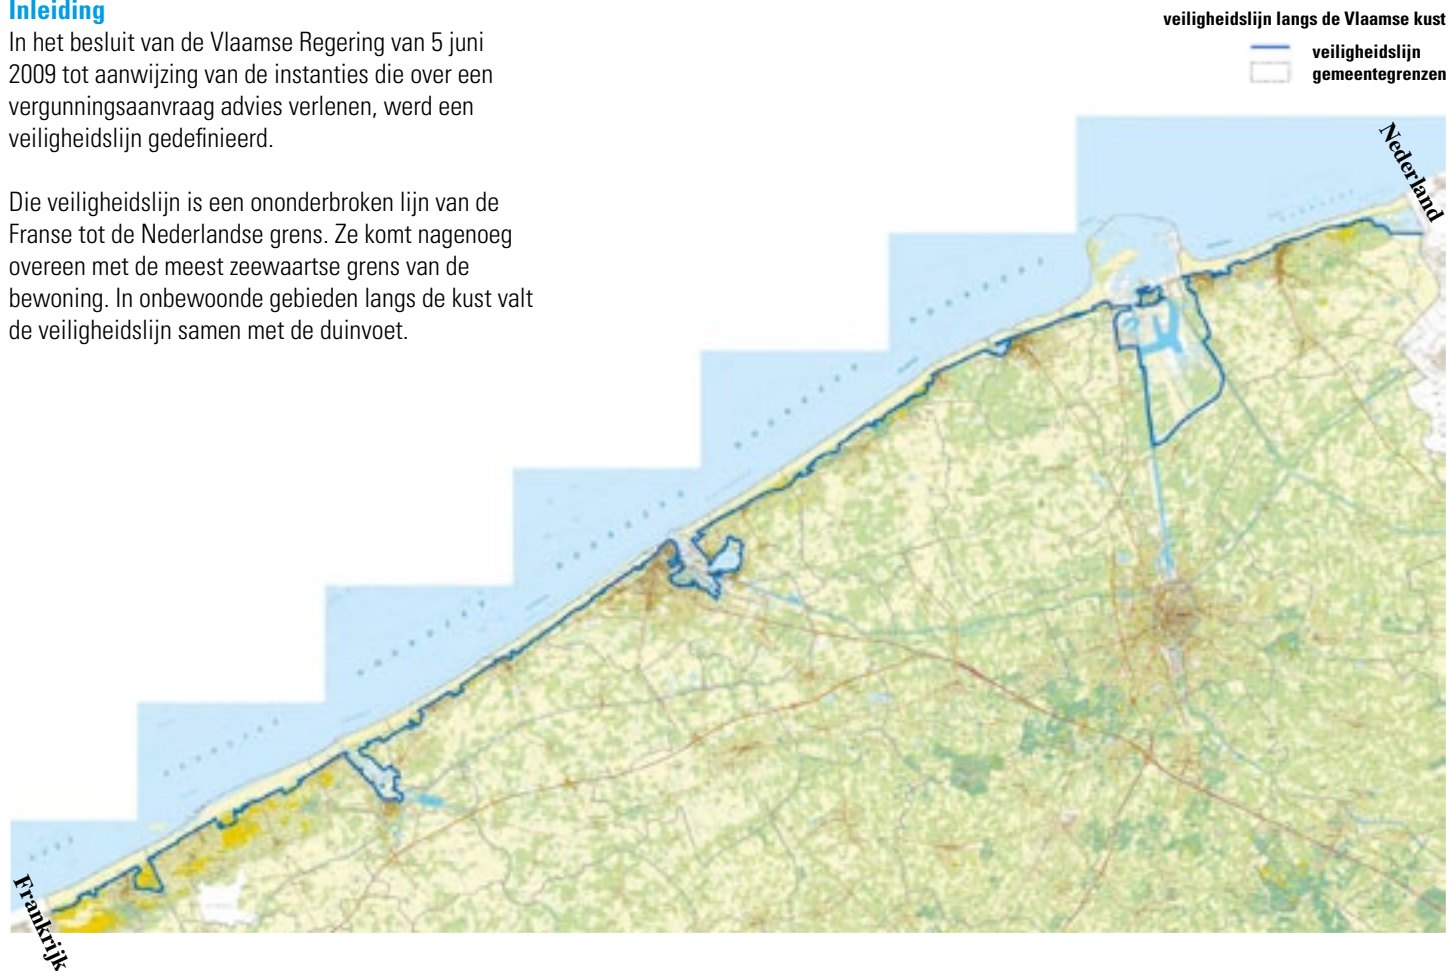 Inleiding
In het besluit van de Vlaamse Regering van 5 juni
2009 tot aanwijzing van de instanties die over een
vergunningsaanvraag advies verlenen, werd een
veiligheidslijn gedefinieerd.
Die veiligheidslijn is een ononderbroken lijn van de
Franse tot de Nederlandse grens. Ze komt nagenoeg
overeen met de meest zeewaartse grens van de
bewoning. In onbewoonde gebieden langs de kust valt
de veiligheidslijn samen met de duinvoet.
veiligheidslijn langs de Vlaamse kust
veiligheidslijn
gemeentegrenzen
Nederland
Frankrijk